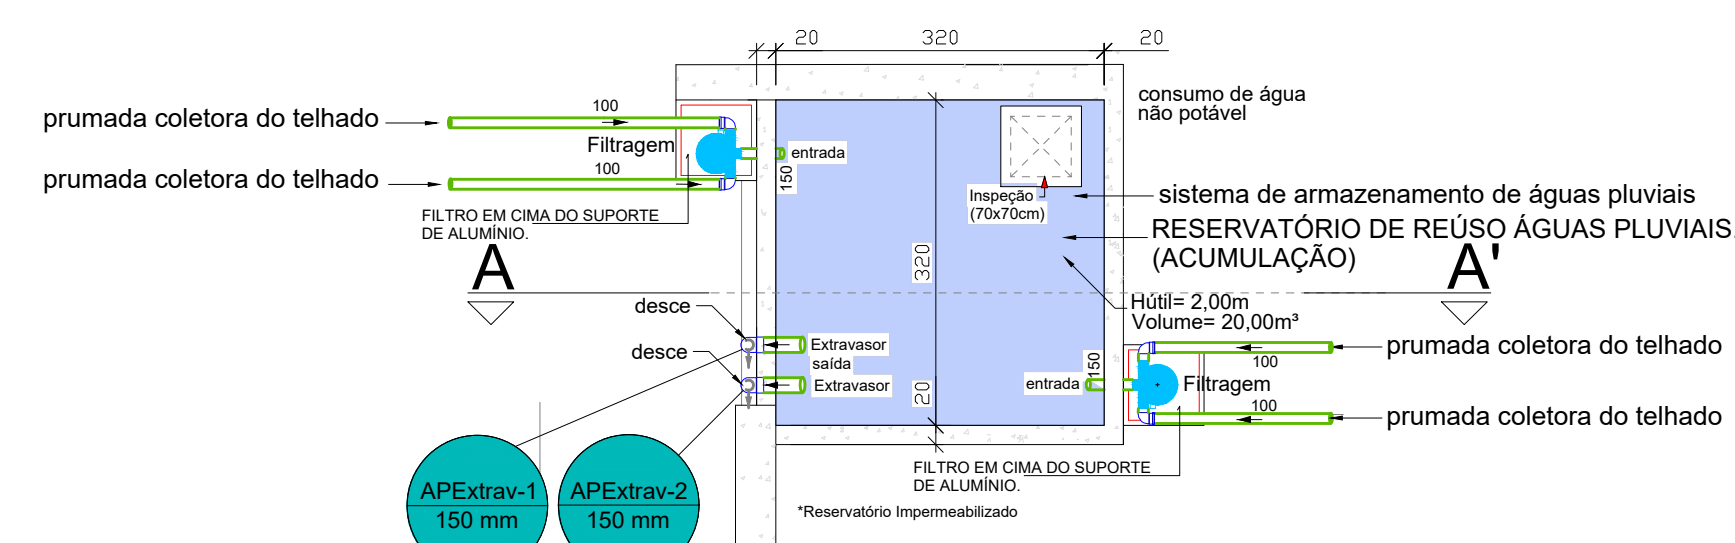 20
320
20
consumo de água
não potável
100
prumada coletora do telhado
Filtragem
entrada
150
100
prumada coletora do telhado
Inspeção
(70x70cm)
sistema de armazenamento de águas pluviais
FILTRO EM CIMA DO SUPORTE
DE ALUMÍNIO.
RESERVATÓRIO DE REÚSO ÁGUAS PLUVIAIS.
(ACUMULAÇÃO)
320
A
A'
desce
Hútil= 2,00m
Volume= 20,00m³
Extravasor
saída
desce
Extravasor
20
150
entrada
prumada coletora do telhado
100
Filtragem
100
prumada coletora do telhado
FILTRO EM CIMA DO SUPORTE
DE ALUMÍNIO.
APExtrav-1
150 mm
APExtrav-2
150 mm
*Reservatório Impermeabilizado